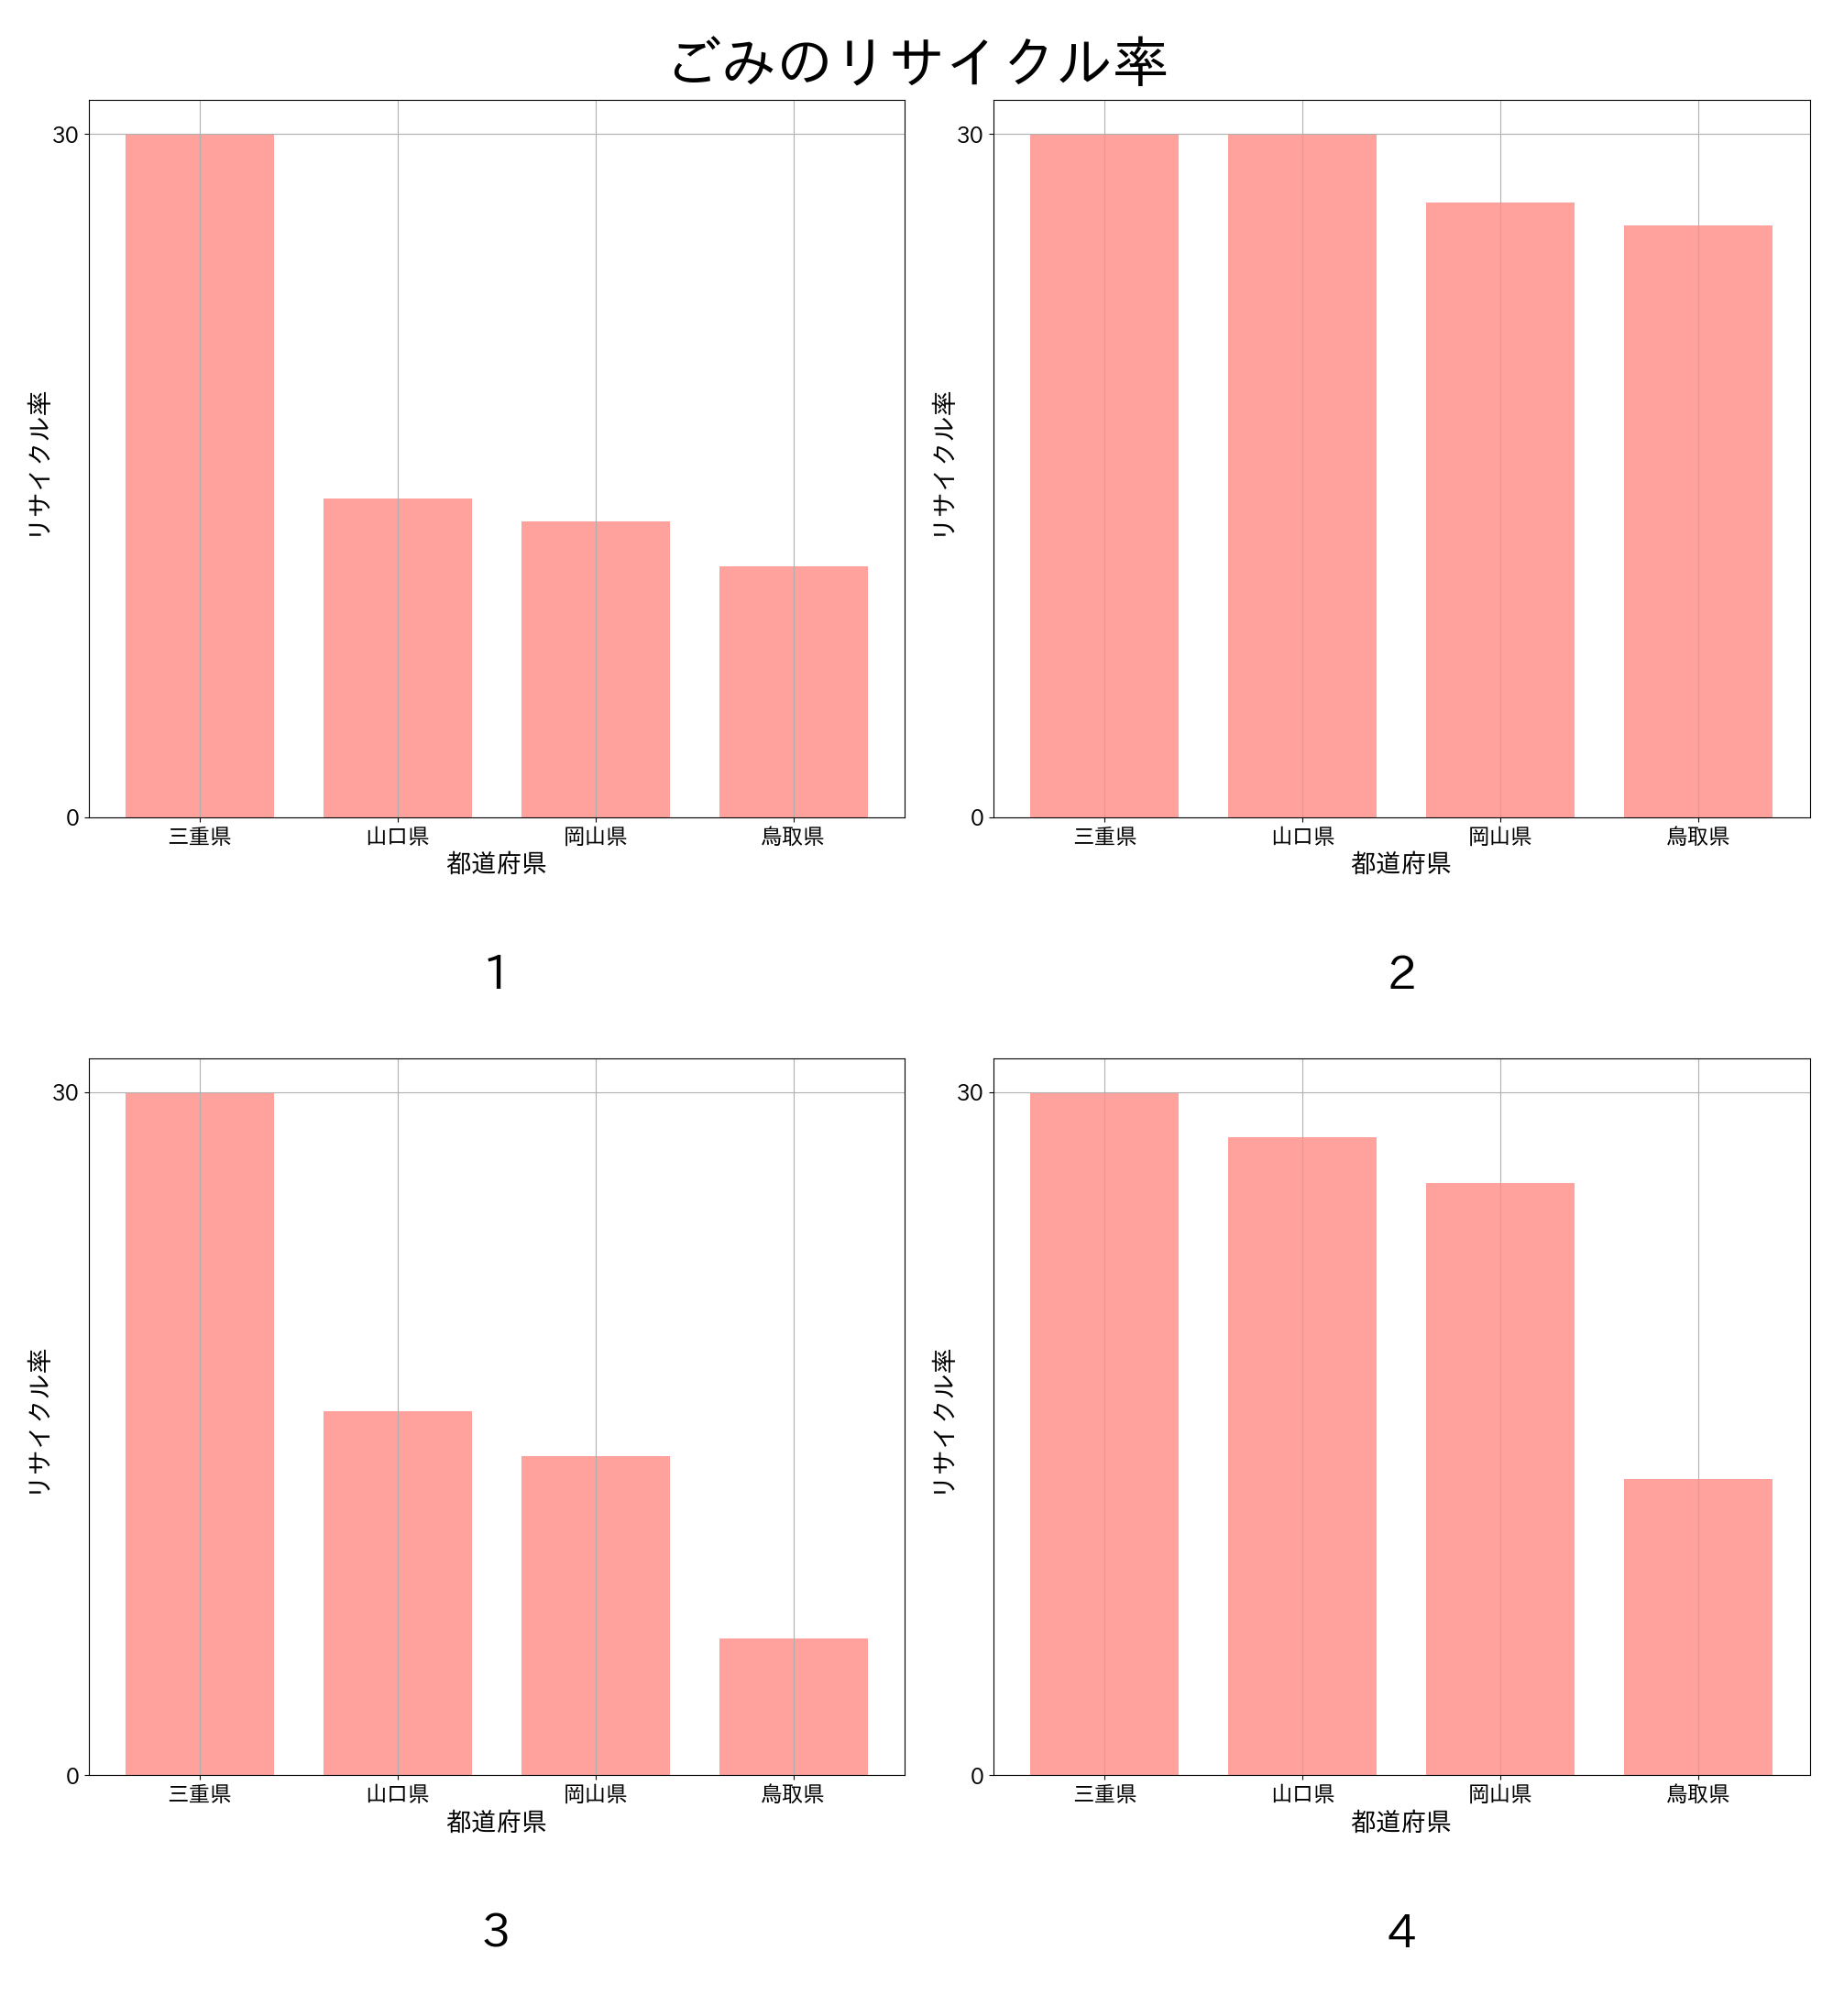 ごみのリサイクル率
30
0
リサイクル率
三重県 山口県 岡山県 鳥取県
都道府県
1
30
0
リサイクル率
三重県 山口県 岡山県 鳥取県
都道府県
2
30
0
リサイクル率
三重県 山口県 岡山県 鳥取県
都道府県
3
30
0
リサイクル率
三重県 山口県 岡山県 鳥取県
都道府県
4